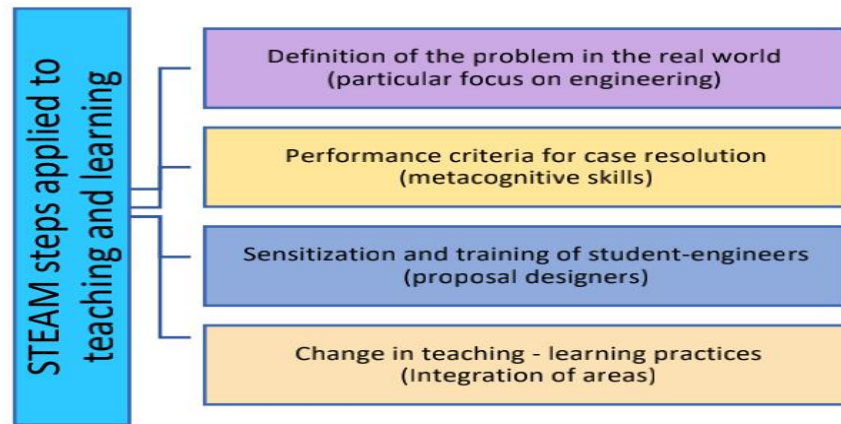 STEAM steps applied to
teaching and learning
Definition of the problem in the real world
(particular focus on engineering)
Performance criteria for case resolution
(metacognitive skills)
Sensitization and training of student-engineers
(proposal designers)
Change in teaching - learning practices
(Integration of areas)